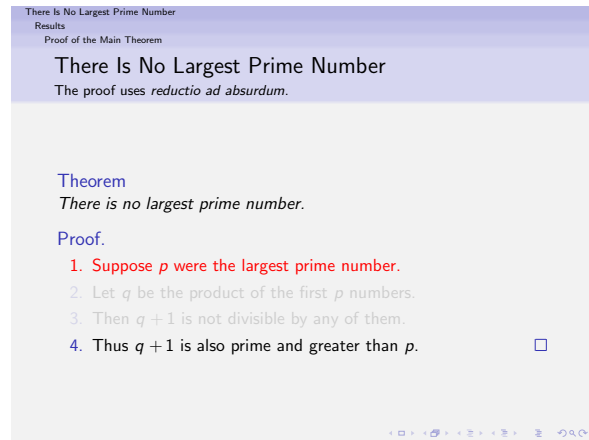 There Is No Largest Prime Number
Results
Proof of the Main Theorem
There Is No Largest Prime Number
The proof uses reductio ad absurdum.
Theorem
There is no largest prime number.
Proof.
1. Suppose p were the largest prime number.
2. Let q be the product of the first p numbers.
3. Then q + 1 is not divisible by any of them.
4. Thus q + 1 is also prime and greater than p.